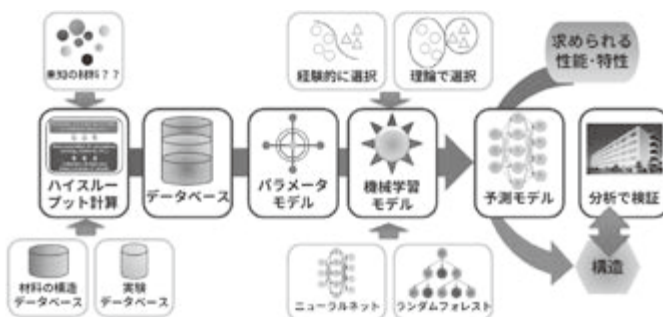 未知の材料??
経験的に選択
理論で選択
求められる
性能・特性
ハイスルー
プット計算
データベース
パラメータ
モデル
機械学習
モデル
予測モデル
分析で検証
材料の構造
データベース
実験
データベース
ニューラルネット
ランダムフォレスト
構造